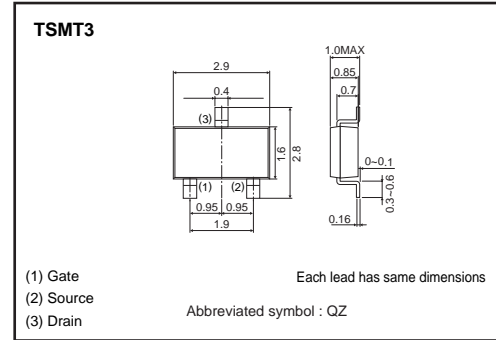 TSMT3
1.0MAX
2.9
0.85
0.4
0.7
(3)
1.6
2.8
0~0.1
(1)
(2)
0.3~0.6
0.95
0.95
0.16
1.9
(1) Gate
Each lead has same dimensions
(2) Source
Abbreviated symbol : QZ
(3) Drain